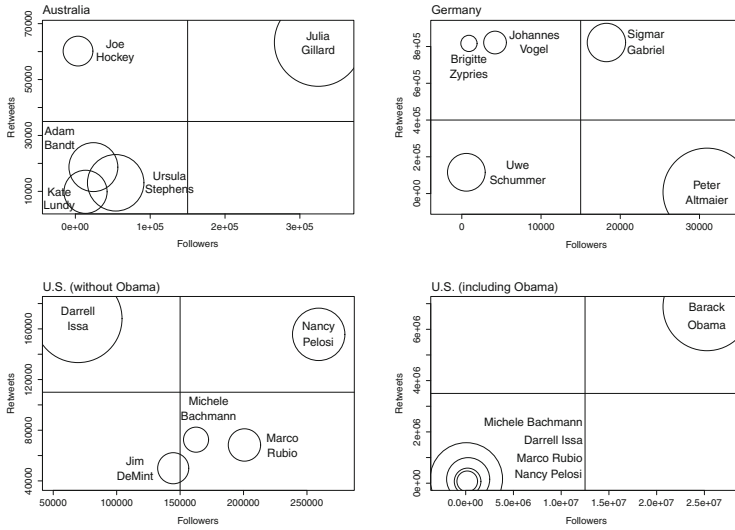 Australia
Retweets
70000
50000
30000
10000
Joe
Hockey
Julia
Gillard
Adam
Bandt
Ursula
Stephens
Kate
Lundy
0e+00 1e+05 2e+05 3e+05
Followers
Germany
Retweets
8e+05
6e+05
4e+05
2e+05
0e+00
Brigitte
Zypries
Johannes
Vogel
Sigmar
Gabriel
Uwe
Schummer
Peter
Altmaier
0 10000 20000 30000
Followers
U.S. (without Obama)
Retweets
160000
120000
80000
40000
Darrell
Issa
Nancy
Pelosi
Michele
Bachmann
Marco
Rubio
Jim
DeMint
50000 100000 150000 200000 250000
Followers
U.S. (including Obama)
Retweets
6e+06
4e+06
2e+06
0e+00
Barack
Obama
Michele Bachmann
Darrell Issa
Marco Rubio
Nancy Pelosi
0.0e+00 5.0e+06 1.0e+07 1.5e+07 2.0e+07 2.5e+07
Followers